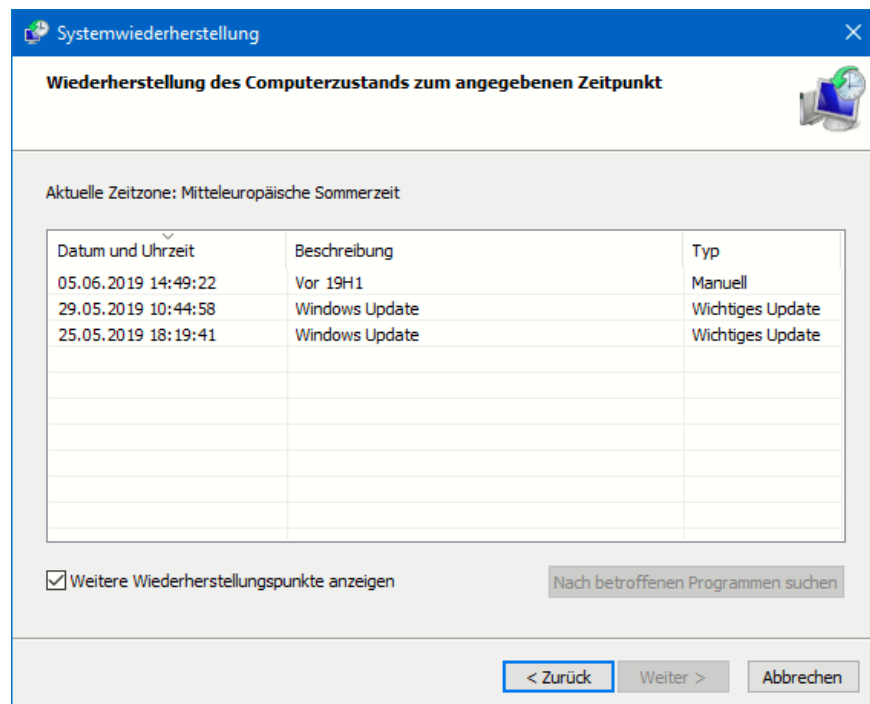 Systemwiederherstellung
Wiederherstellung des Computerzustands zum angegebenen Zeitpunkt
Aktuelle Zeitzone: Mitteleuropäische Sommerzeit
Datum und Uhrzeit Beschreibung Typ
05.06.2019 14:49:22 Vor 19H1 Manuell
29.05.2019 10:44:58 Windows Update Wichtiges Update
25.05.2019 18:19:41 Windows Update Wichtiges Update
Weitere Wiederherstellungspunkte anzeigen Nach betroffenen Programmen suchen
< Zurück Weiter > Abbrechen